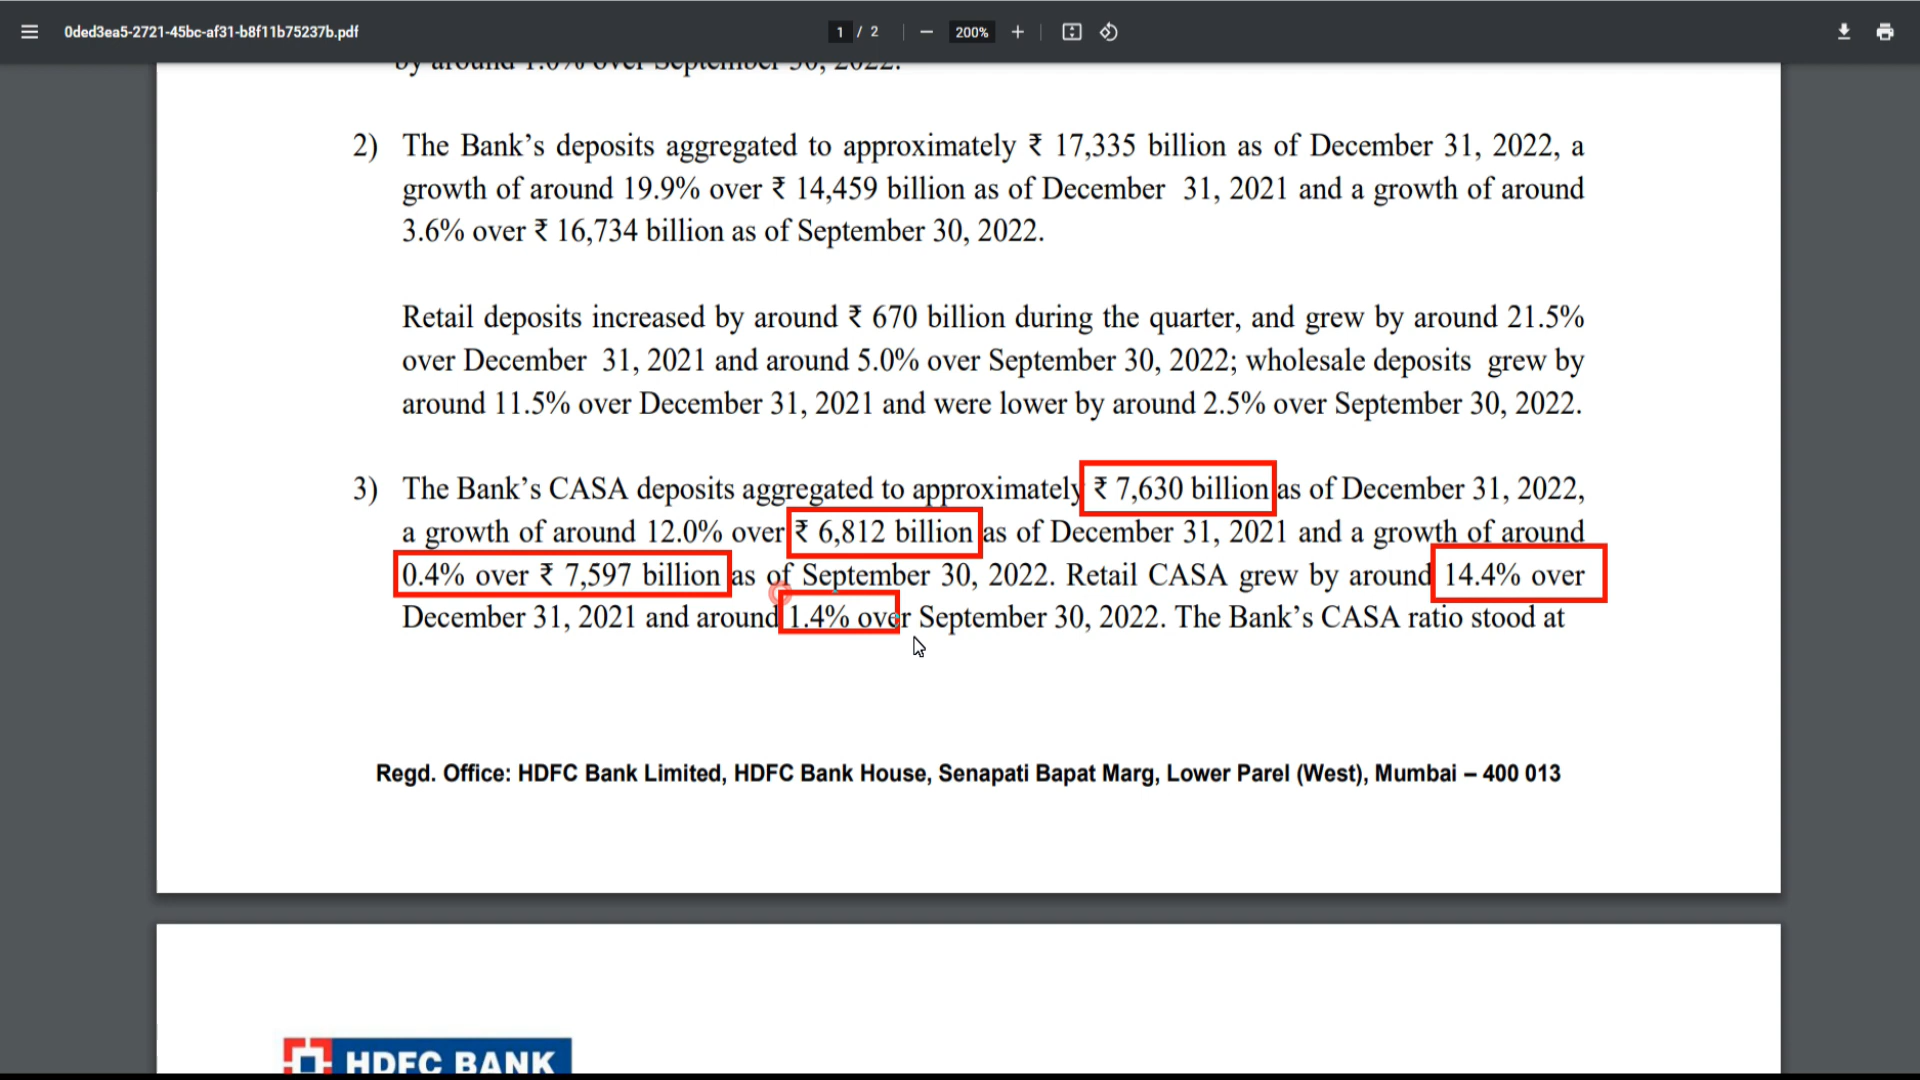 0ded3ea5-2721-45bc-af31-b8f11b75237b.pdf
1 / 2
200%
by around 1.0% over September 30, 2022.
2) The Bank’s deposits aggregated to approximately ₹ 17,335 billion as of December 31, 2022, a
growth of around 19.9% over ₹ 14,459 billion as of December 31, 2021 and a growth of around
3.6% over ₹ 16,734 billion as of September 30, 2022.
Retail deposits increased by around ₹ 670 billion during the quarter, and grew by around 21.5%
over December 31, 2021 and around 5.0% over September 30, 2022; wholesale deposits grew by
around 11.5% over December 31, 2021 and were lower by around 2.5% over September 30, 2022.
3) The Bank’s CASA deposits aggregated to approximately ₹ 7,630 billion as of December 31, 2022,
a growth of around 12.0% over ₹ 6,812 billion as of December 31, 2021 and a growth of around
0.4% over ₹ 7,597 billion as of September 30, 2022. Retail CASA grew by around 14.4% over
December 31, 2021 and around 1.4% over September 30, 2022. The Bank’s CASA ratio stood at
Regd. Office: HDFC Bank Limited, HDFC Bank House, Senapati Bapat Marg, Lower Parel (West), Mumbai – 400 013
HDFC BANK